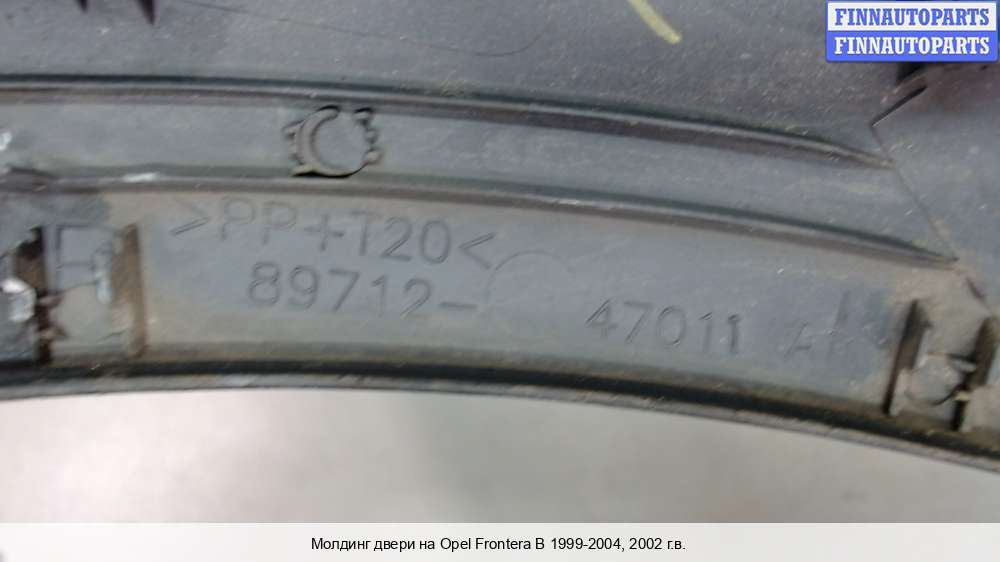 FINNAUTOPARTS
FINNAUTOPARTS
>PP+T20<
R
89712-
47011
Молдинг двери на Opel Frontera B 1999-2004, 2002 г.в.